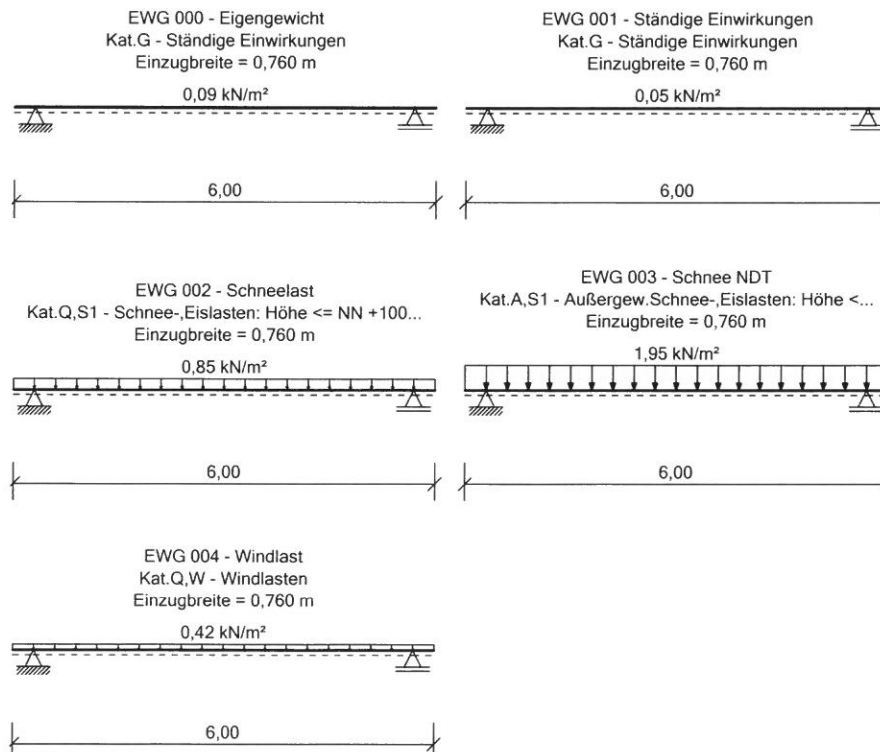 EWG 000 - Eigengewicht
Kat.G - Ständige Einwirkungen
Einzugbreite = 0,760 m
0,09 kN/m²
6,00
EWG 001 - Ständige Einwirkungen
Kat.G - Ständige Einwirkungen
Einzugbreite = 0,760 m
0,05 kN/m²
6,00
EWG 002 - Schneelast
Kat.Q,S1 - Schnee-,Eislasten: Höhe <= NN +100...
Einzugbreite = 0,760 m
0,85 kN/m²
6,00
EWG 003 - Schnee NDT
Kat.A,S1 - Außergew.Schnee-,Eislasten: Höhe <...
Einzugbreite = 0,760 m
1,95 kN/m²
6,00
EWG 004 - Windlast
Kat.Q,W - Windlasten
Einzugbreite = 0,760 m
0,42 kN/m²
6,00